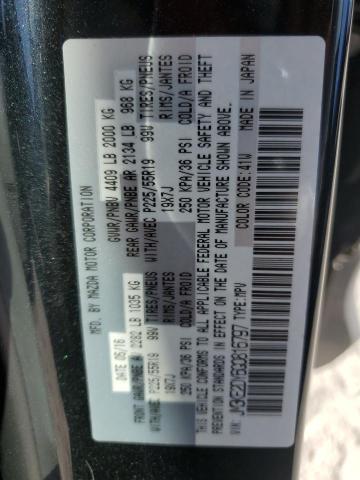 MFD. BY MAZDA MOTOR CORPORATION
DATE 05/16 GVWR/PNBV 4409 LB 2000 KG
FRONT GAWR/PNBE A 2282 LB 1035 KG REAR GAWR/PNBE AR 2134 LB 968 KG
WITH/AVEC P225/55R19 99V TIRES/PNEUS WITH/AVEC P225/55R19 99V TIRES/PNEUS
19X7J RIMS/JANTES 19X7J RIMS/JANTES
250 KPA/36 PSI COLD/A FROID 250 KPA/36 PSI COLD/A FROID
THIS VEHICLE CONFORMS TO ALL APPLICABLE FEDERAL MOTOR VEHICLE SAFETY AND THEFT
PREVENTION STANDARDS IN EFFECT ON THE DATE OF MANUFACTURE SHOWN ABOVE.
TYPE: MPV COLOR CODE: 41W MADE IN JAPAN
VIN: